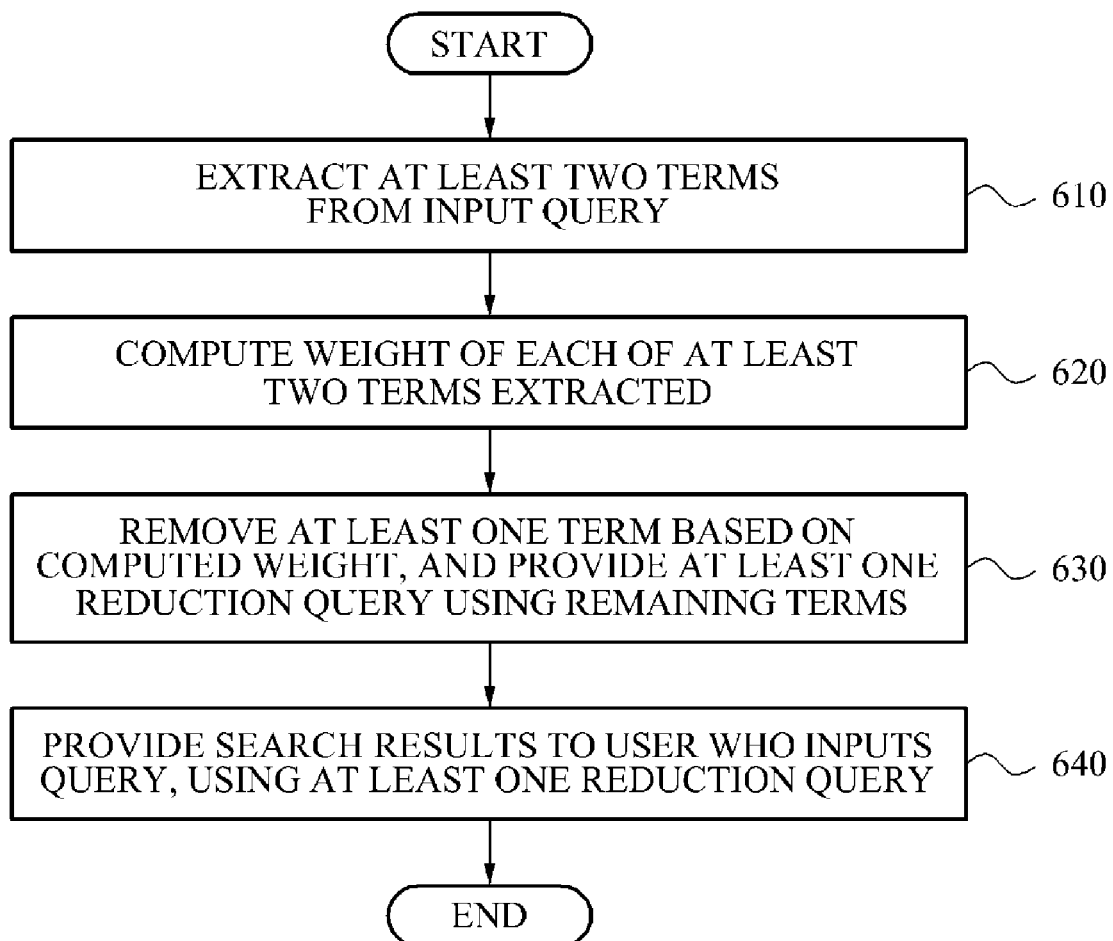 START
EXTRACT AT LEAST TWO TERMS
FROM INPUT QUERY
610
COMPUTE WEIGHT OF EACH OF AT LEAST
TWO TERMS EXTRACTED
620
REMOVE AT LEAST ONE TERM BASED ON
COMPUTED WEIGHT, AND PROVIDE AT LEAST ONE
REDUCTION QUERY USING REMAINING TERMS
630
PROVIDE SEARCH RESULTS TO USER WHO INPUTS
QUERY, USING AT LEAST ONE REDUCTION QUERY
640
END